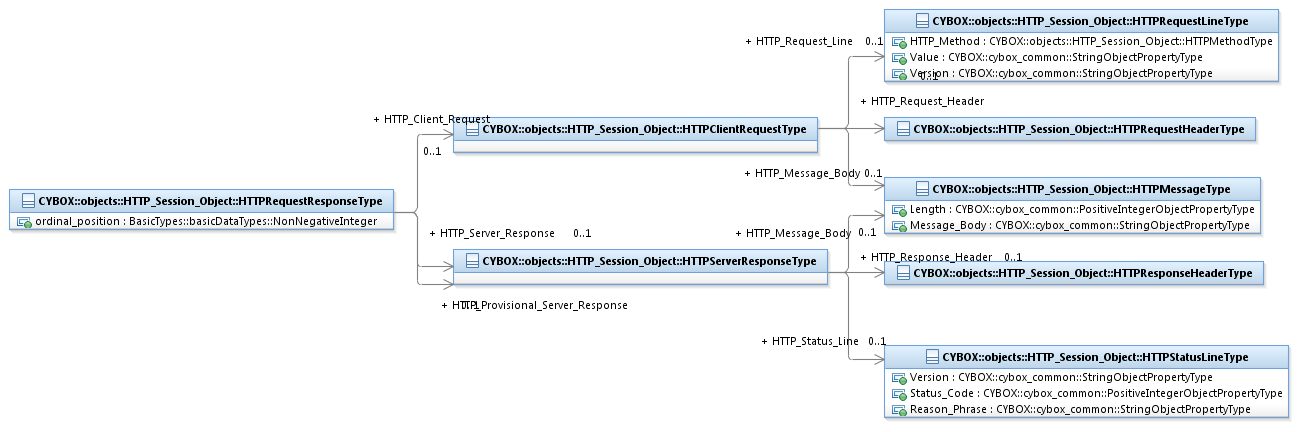 CYBOX::objects::HTTP_Session_Object::HTTPRequestLineType
+ HTTP_Request_Line 0..1
HTTP_Method : CYBOX::objects::HTTP_Session_Object::HTTPMethodType
Value : CYBOX::cybox_common::StringObjectPropertyType
Version : CYBOX::cybox_common::StringObjectPropertyType
0..1
+ HTTP_Request_Header
+ HTTP_Client_Request
CYBOX::objects::HTTP_Session_Object::HTTPClientRequestType
CYBOX::objects::HTTP_Session_Object::HTTPRequestHeaderType
0..1
+ HTTP_Message_Body 0..1
CYBOX::objects::HTTP_Session_Object::HTTPMessageType
CYBOX::objects::HTTP_Session_Object::HTTPRequestResponseType
Length : CYBOX::cybox_common::PositiveIntegerObjectPropertyType
ordinal_position : BasicTypes::basicDataTypes::NonNegativeInteger
Message_Body : CYBOX::cybox_common::StringObjectPropertyType
+ HTTP_Server_Response 0..1
+ HTTP_Message_Body 0..1
+ HTTP_Response_Header 0..1
CYBOX::objects::HTTP_Session_Object::HTTPServerResponseType
CYBOX::objects::HTTP_Session_Object::HTTPResponseHeaderType
+ HTTP_Provisional_Server_Response
0..1
+ HTTP_Status_Line 0..1
CYBOX::objects::HTTP_Session_Object::HTTPStatusLineType
Version : CYBOX::cybox_common::StringObjectPropertyType
Status_Code : CYBOX::cybox_common::PositiveIntegerObjectPropertyType
Reason_Phrase : CYBOX::cybox_common::StringObjectPropertyType